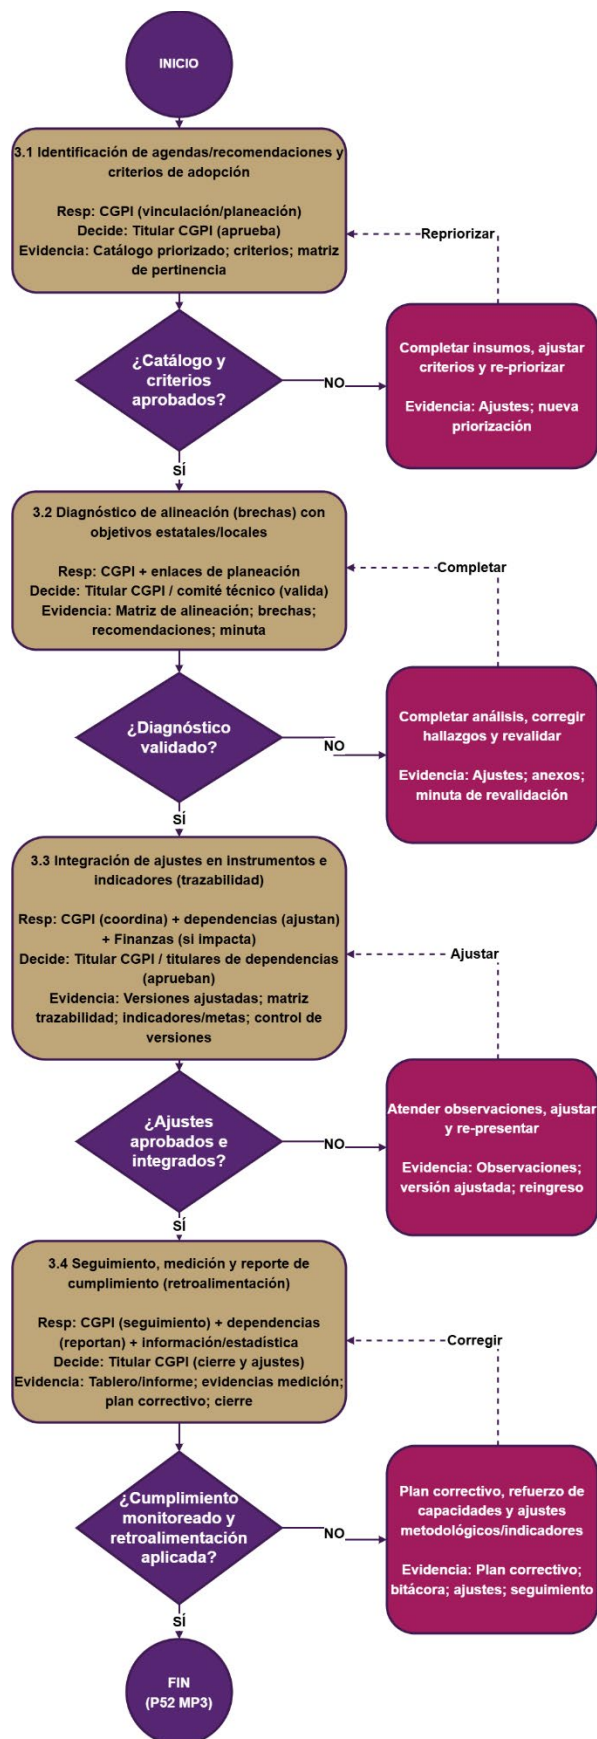 INICIO
3.1 Identificación de agendas/recomendaciones y
criterios de adopción
Resp: CGPI (vinculación/planeación)
Decide: Titular CGPI (aprueba)
Evidencia: Catálogo priorizado; criterios; matriz
de pertinencia
Repriorizar
¿Catálogo y
criterios
aprobados?
NO
Completar insumos, ajustar
criterios y re-priorizar
Evidencia: Ajustes; nueva
priorización
SÍ
3.2 Diagnóstico de alineación (brechas) con
objetivos estatales/locales
Resp: CGPI + enlaces de planeación
Decide: Titular CGPI / comité técnico (valida)
Evidencia: Matriz de alineación; brechas;
recomendaciones; minuta
Completar
¿Diagnóstico
validado?
NO
Completar análisis, corregir
hallazgos y revalidar
Evidencia: Ajustes; anexos;
minuta de revalidación
SÍ
3.3 Integración de ajustes en instrumentos e
indicadores (trazabilidad)
Resp: CGPI (coordina) + dependencias (ajustan)
+ Finanzas (si impacta)
Decide: Titular CGPI / titulares de dependencias
(aprueban)
Evidencia: Versiones ajustadas; matriz
trazabilidad; indicadores/metas; control de
versiones
Ajustar
¿Ajustes
aprobados e
integrados?
NO
Atender observaciones, ajustar
y re-presentar
Evidencia: Observaciones;
versión ajustada; reingreso
SÍ
3.4 Seguimiento, medición y reporte de
cumplimiento (retroalimentación)
Resp: CGPI (seguimiento) + dependencias
(reportan) + información/estadística
Decide: Titular CGPI (cierre y ajustes)
Evidencia: Tablero/informe; evidencias medición;
plan correctivo; cierre
Corregir
¿Cumplimiento
monitoreado y
retroalimentación
aplicada?
NO
Plan correctivo, refuerzo de
capacidades y ajustes
metodológicos/indicadores
Evidencia: Plan correctivo;
bitácora; ajustes; seguimiento
SÍ
FIN
(P52 MP3)